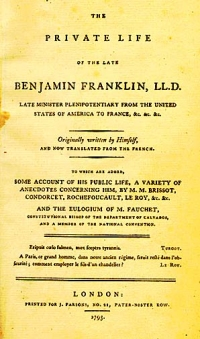 THE
PRIVATE LIFE
OF THE LATE
BENJAMIN FRANKLIN, LL.D.
LATE MINISTER PLENIPOTENTIARY FROM THE UNITED
STATES OF AMERICA TO FRANCE, &c. &c. &c.
Originally written by Himself,
AND NOW TRANSLATED FROM THE FRENCH.
TO WHICH ARE ADDED,
SOME ACCOUNT OF HIS PUBLIC LIFE, A VARIETY OF
ANECDOTES CONCERNING HIM, BY M. M. BRISSOT,
CONDORCET, ROCHEFOUCAULT, LE ROY, &c. &c.
AND THE EULOGIUM OF M. FAUCHET,
CONSTITUTIONAL BISHOP OF THE DEPARTMENT OF CALVADOS,
AND A MEMBER OF THE NATIONAL CONVENTION.
Eripuit cœlo fulmen, mox sceptra tyrannis. TURGOT.
A Paris, ce grand homme, dans notre ancien régime, seroit resté dans l'ob-
scurité; comment employer le fils d'un chandelier? LE ROY.
LONDON:
PRINTED FOR J. PARSONS, NO. 21, PATER-NOSTER ROW.
1793.